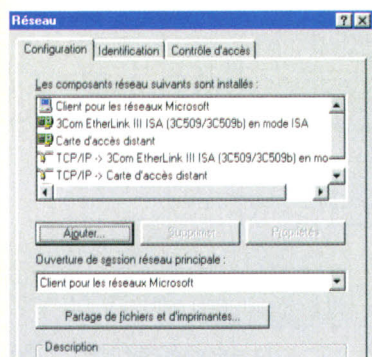 Réseau
Configuration Identification Contrôle d'accès
Les composants réseau suivants sont installés :
Client pour les réseaux Microsoft
3Com EtherLink III ISA (3C509/3C509b) en mode ISA
Carte d'accès distant
TCP/IP -> 3Com EtherLink III ISA (3C509/3C509b) en mo
TCP/IP -> Carte d'accès distant
Ajouter... Supprimer Propriétés
Ouverture de session réseau principale :
Client pour les réseaux Microsoft
Partage de fichiers et d'imprimantes...
Description